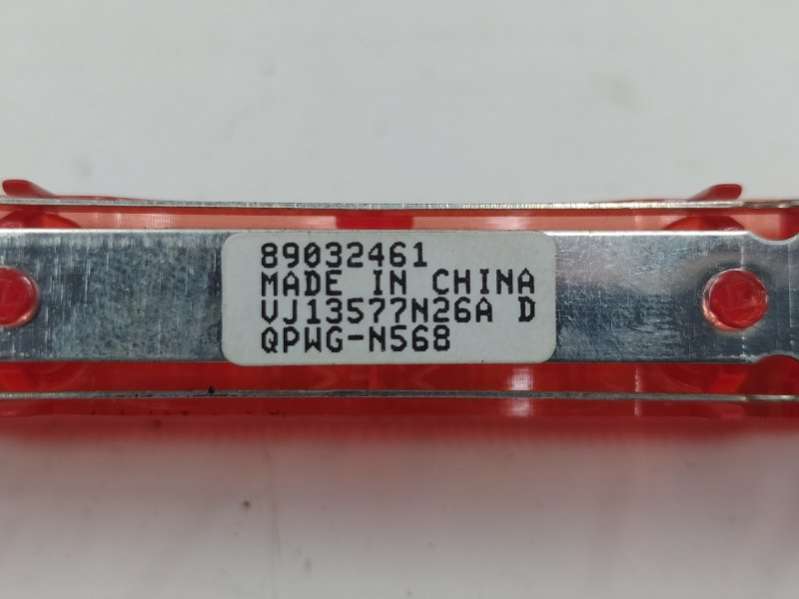 89032461
MADE IN CHINA
VJ13577N26A D
QPWG-N568